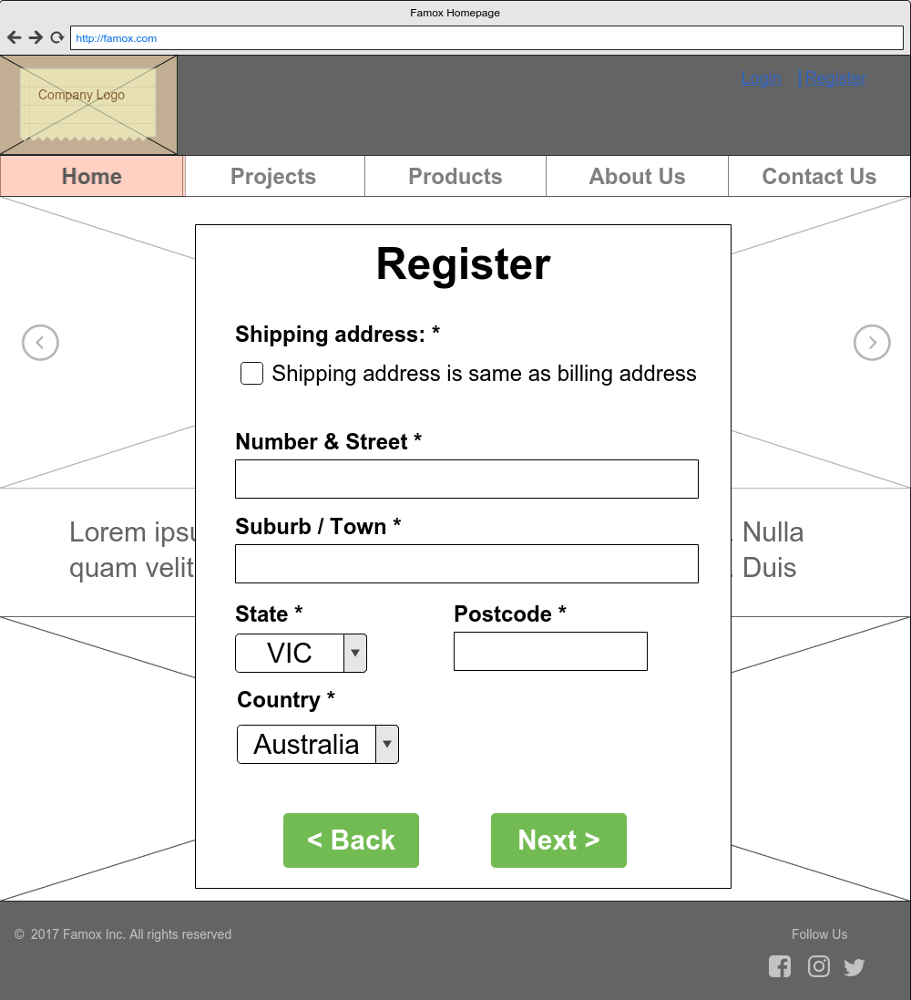 Famox Homepage
http://famox.com
Company Logo
Login | Register
Home Projects Products About Us Contact Us
Register
Shipping address: *
Shipping address is same as billing address
Number & Street *
Lorem ipsu . Nulla
Suburb / Town *
quam velit . Duis
State * Postcode *
VIC
Country *
Australia
< Back Next >
© 2017 Famox Inc. All rights reserved
Follow Us